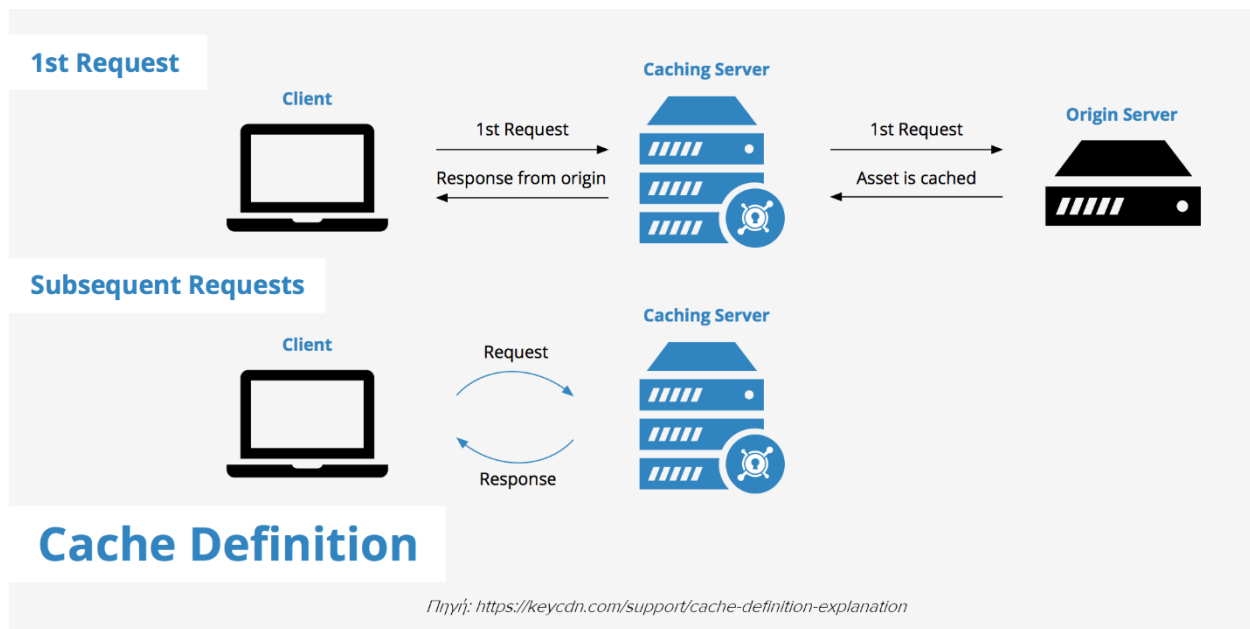 1st Request
Caching Server
Client
Origin Server
1st Request
1st Request
Response from origin
Asset is cached
Subsequent Requests
Caching Server
Client
Request
Response
Cache Definition
Πηγή: https://keycdn.com/support/cache-definition-explanation